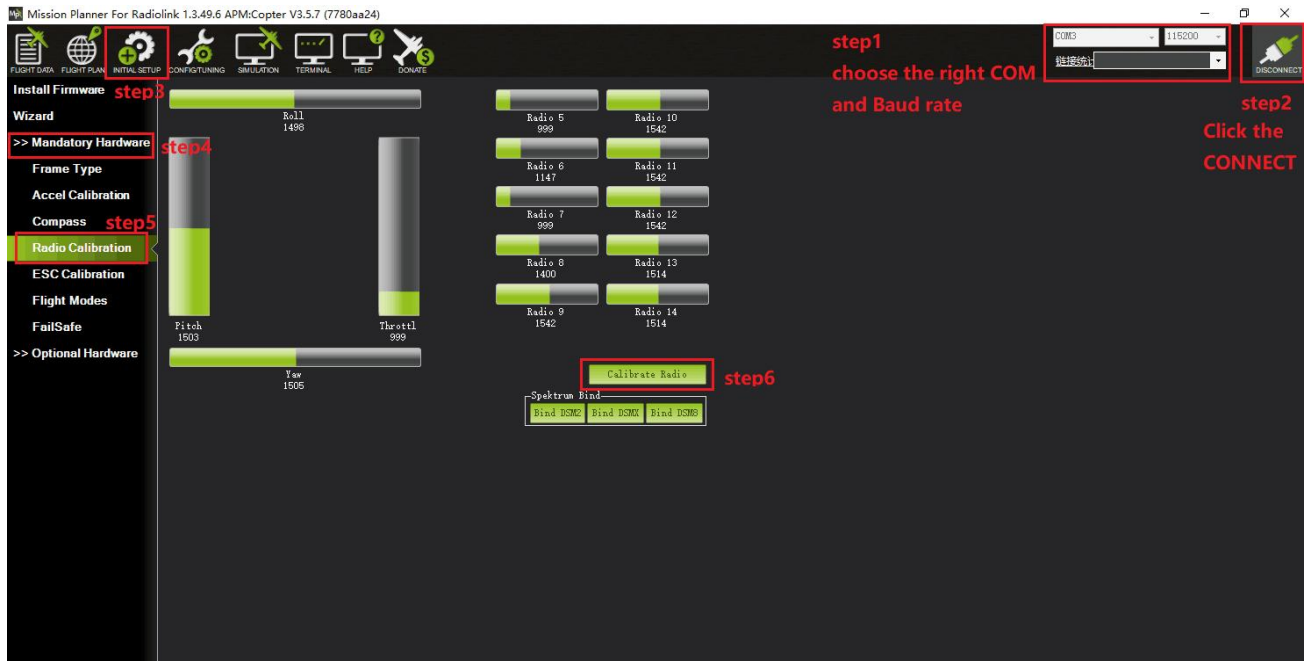 Mission Planner For Radiolink 1.3.49.6 APM:Copter V3.5.7 (7780aa24)
FLIGHT DATA
FLIGHT PLAN
INITIAL SETUP
CONFIG/TUNING
SIMULATION
TERMINAL
HELP
DONATE
step1
choose the right COM
and Baud rate
COM3
115200
链接统计
DISCONNECT
step2
Click the
CONNECT
Install Firmware
step3
Wizard
>> Mandatory Hardware
step4
Frame Type
Accel Calibration
Compass
step5
Radio Calibration
ESC Calibration
Flight Modes
FailSafe
>> Optional Hardware
Roll
1498
Pitch
1503
Throttl
999
Yaw
1505
Radio 5
999
Radio 10
1542
Radio 6
1147
Radio 11
1542
Radio 7
999
Radio 12
1542
Radio 8
1400
Radio 13
1514
Radio 9
1542
Radio 14
1514
Calibrate Radio
step6
Spektrum Bind
Bind DSM2
Bind DSMX
Bind DSM8